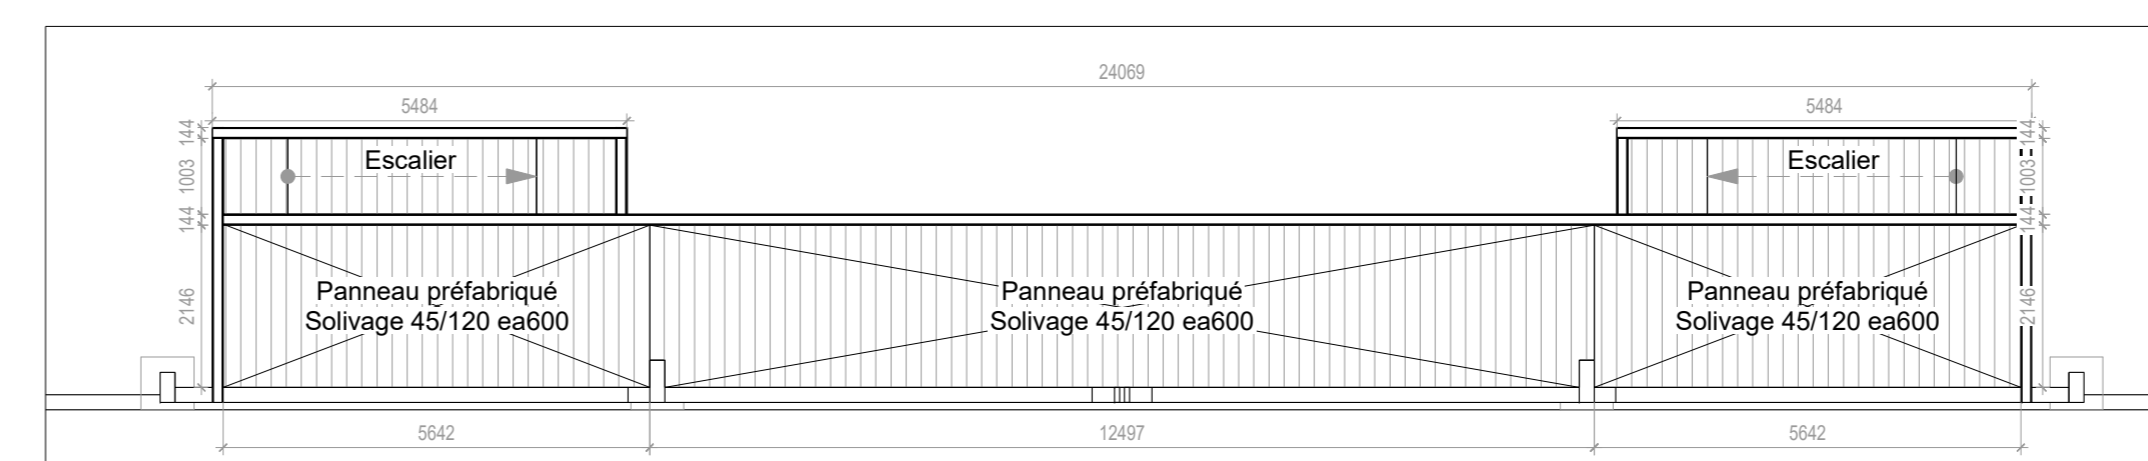 24069
5484
5484
144
1003
144
2146
Escalier
Escalier
144
1003
144
2146
Panneau préfabriqué
Solivage 45/120 ea600
Panneau préfabriqué
Solivage 45/120 ea600
Panneau préfabriqué
Solivage 45/120 ea600
5642
12497
5642